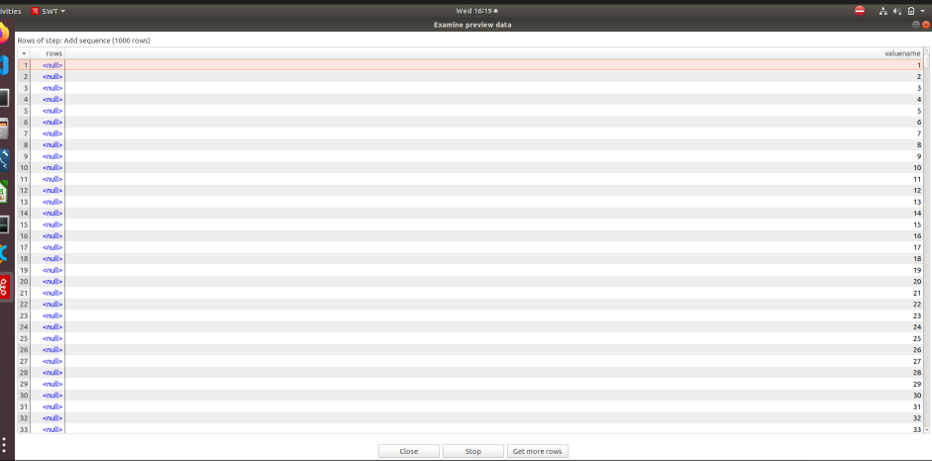 ivities SWT Wed 16:19
Examine preview data
Rows of step: Add sequence (1000 rows)
rows valuename
1 <null> 1
2 <null> 2
3 <null> 3
4 <null> 4
5 <null> 5
6 <null> 6
7 <null> 7
8 <null> 8
9 <null> 9
10 <null> 10
11 <null> 11
12 <null> 12
13 <null> 13
14 <null> 14
15 <null> 15
16 <null> 16
17 <null> 17
18 <null> 18
19 <null> 19
20 <null> 20
21 <null> 21
22 <null> 22
23 <null> 23
24 <null> 24
25 <null> 25
26 <null> 26
27 <null> 27
28 <null> 28
29 <null> 29
30 <null> 30
31 <null> 31
32 <null> 32
33 <null> 33
Close Stop Get more rows